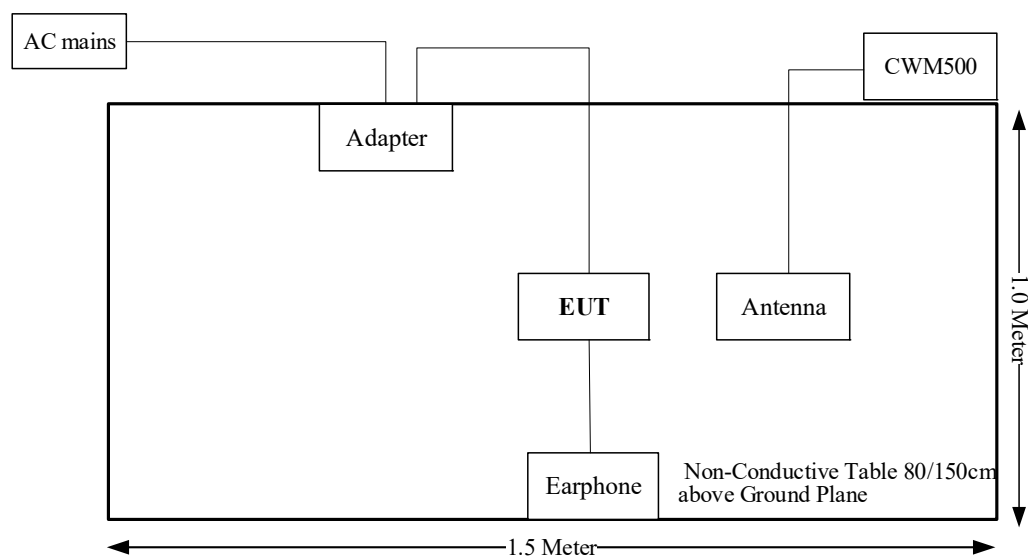 AC mains
CWM500
Adapter
EUT
Antenna
1.0 Meter
Earphone
Non-Conductive Table 80/150cm
above Ground Plane
1.5 Meter